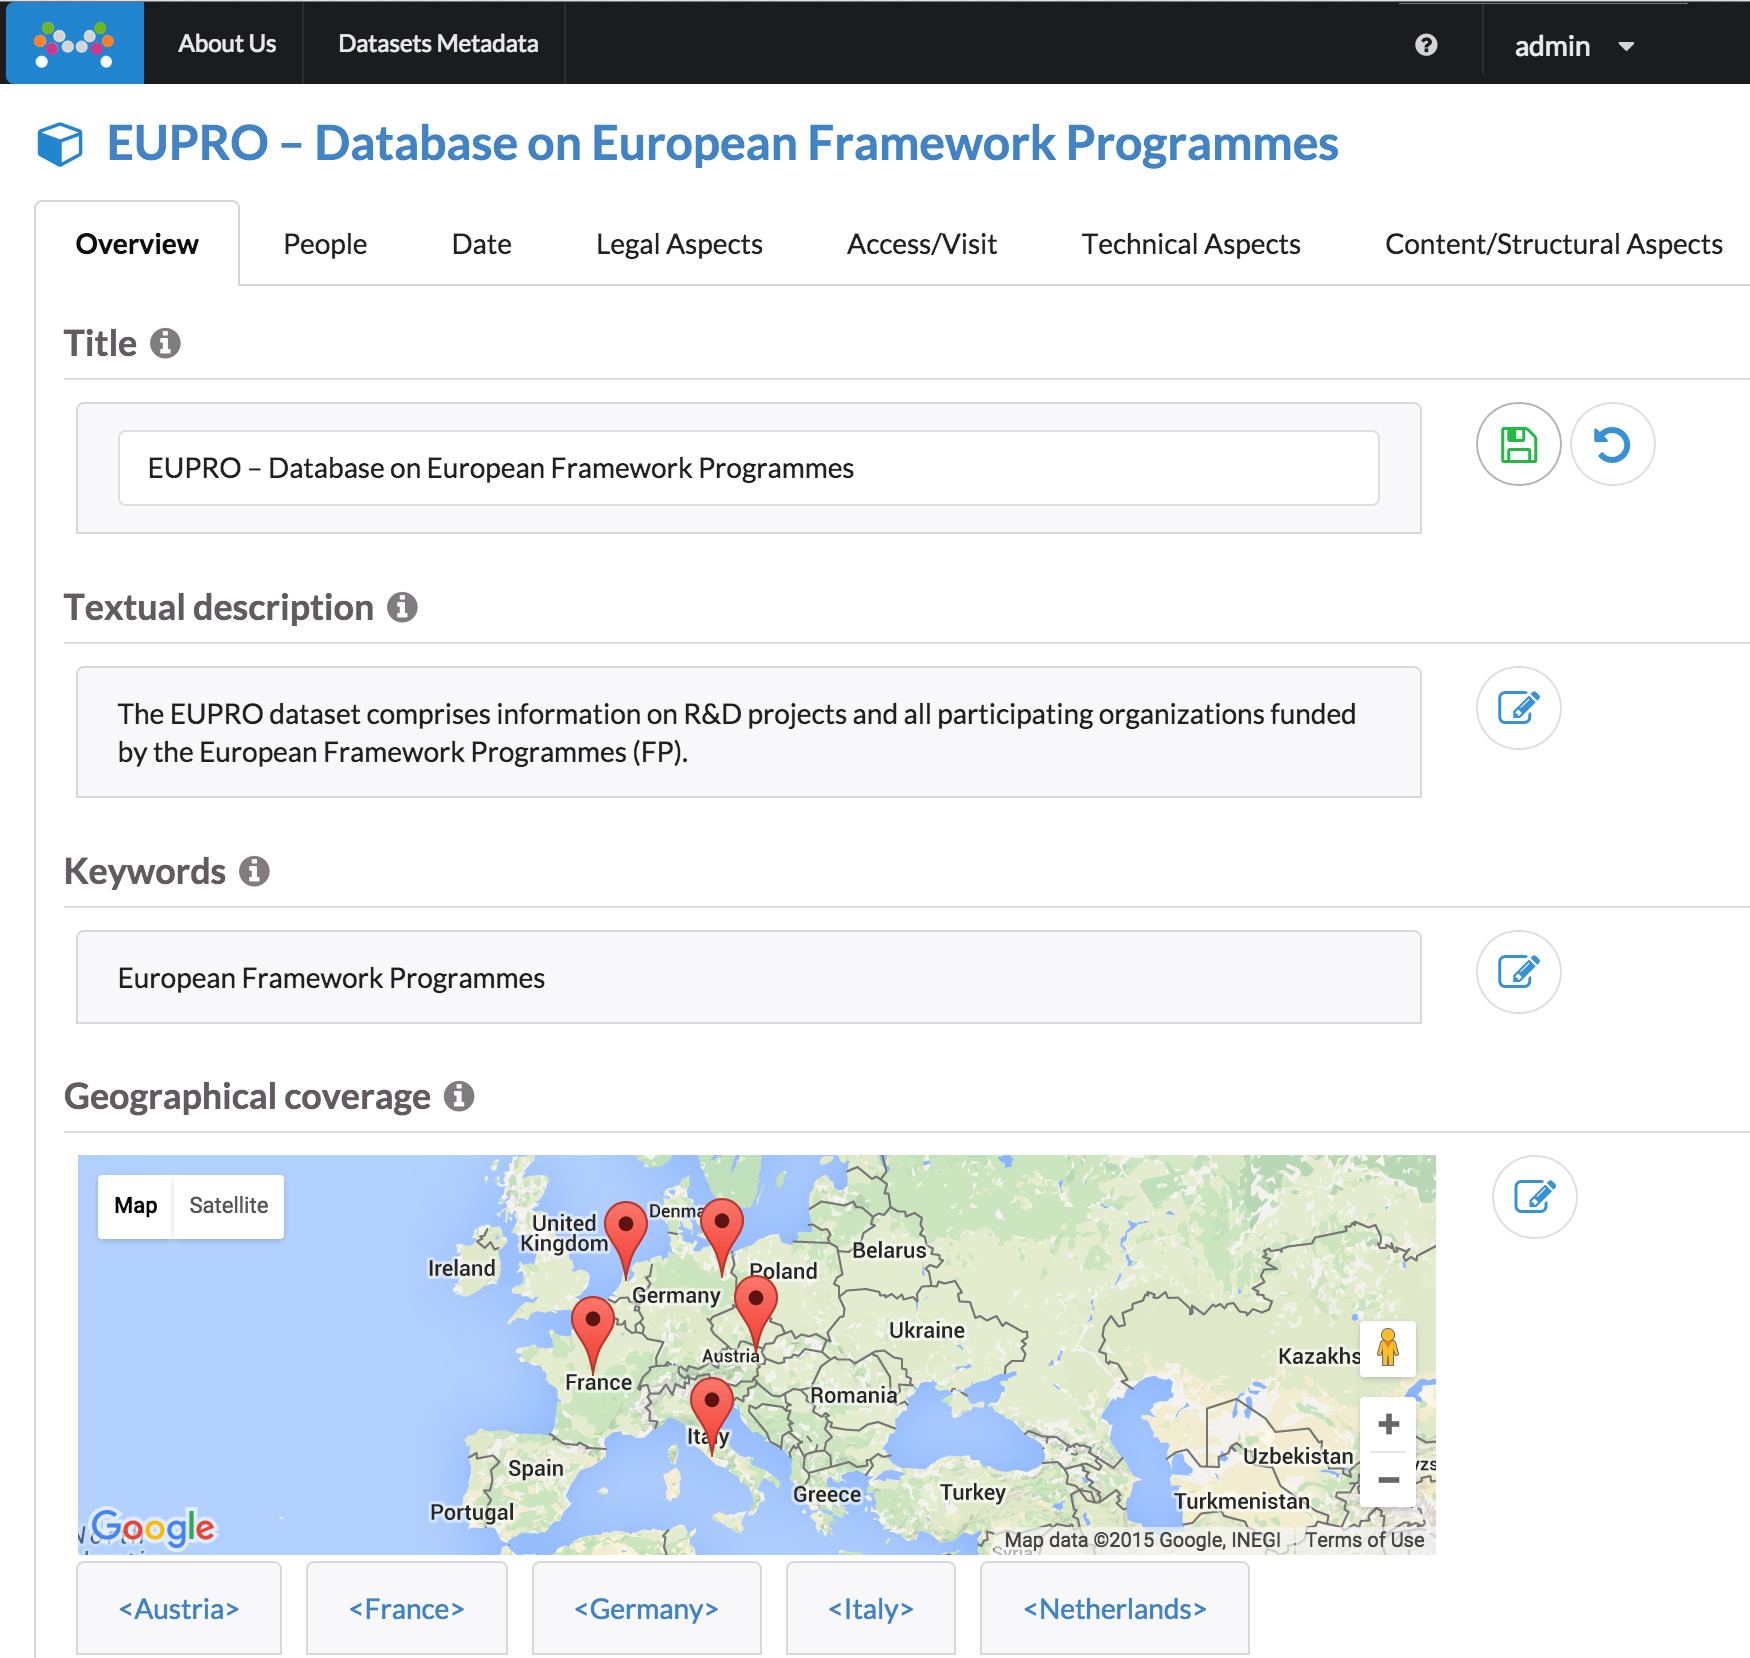 About Us
Datasets Metadata
admin
EUPRO – Database on European Framework Programmes
Overview
People
Date
Legal Aspects
Access/Visit
Technical Aspects
Content/Structural Aspects
Title
EUPRO – Database on European Framework Programmes
Textual description
The EUPRO dataset comprises information on R&D projects and all participating organizations funded
by the European Framework Programmes (FP).
Keywords
European Framework Programmes
Geographical coverage
Map
Satellite
United
Kingdom
Denma
Ireland
Belarus
Poland
Germany
Ukraine
Austria
Kazakhs
France
Romania
Italy
Uzbekistan
Spain
Greece
Turkey
Turkmenistan
Portugal
Google
Map data ©2015 Google, INEGI
Terms of Use
Syria
<Austria>
<France>
<Germany>
<Italy>
<Netherlands>